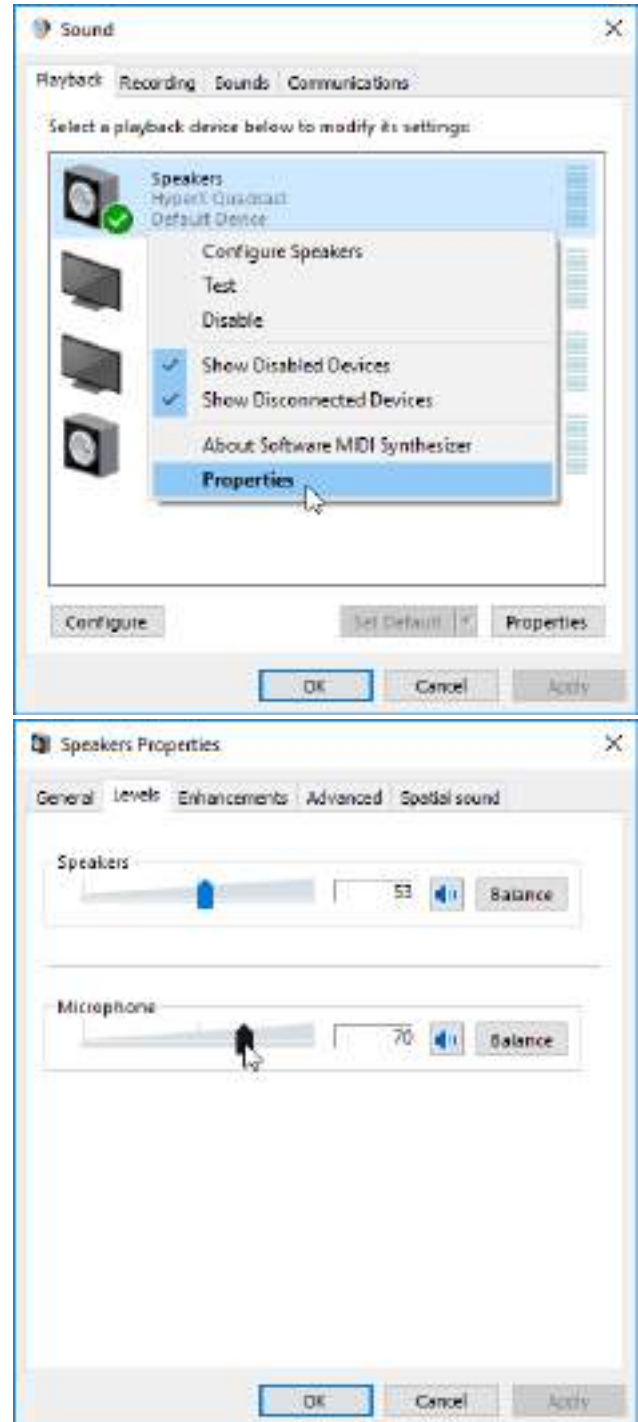 Sound
Playback Recording Sounds Communications
Select a playback device below to modify its settings:
Speakers
HyperX Quadcast
Default Device
Configure Speakers
Test
Disable
Show Disabled Devices
Show Disconnected Devices
About Software MIDI Synthesizer
Properties
Configure Set Default Properties
OK Cancel Apply
Speakers Properties
General Levels Enhancements Advanced Spatial sound
Speakers
53 Balance
Microphone
70 Balance
OK Cancel Apply